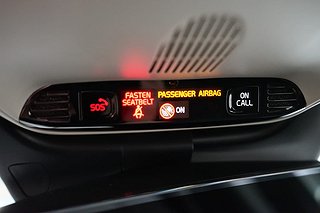 SOS
FASTEN
SEATBELT
PASSENGER AIRBAG
ON
ON
CALL